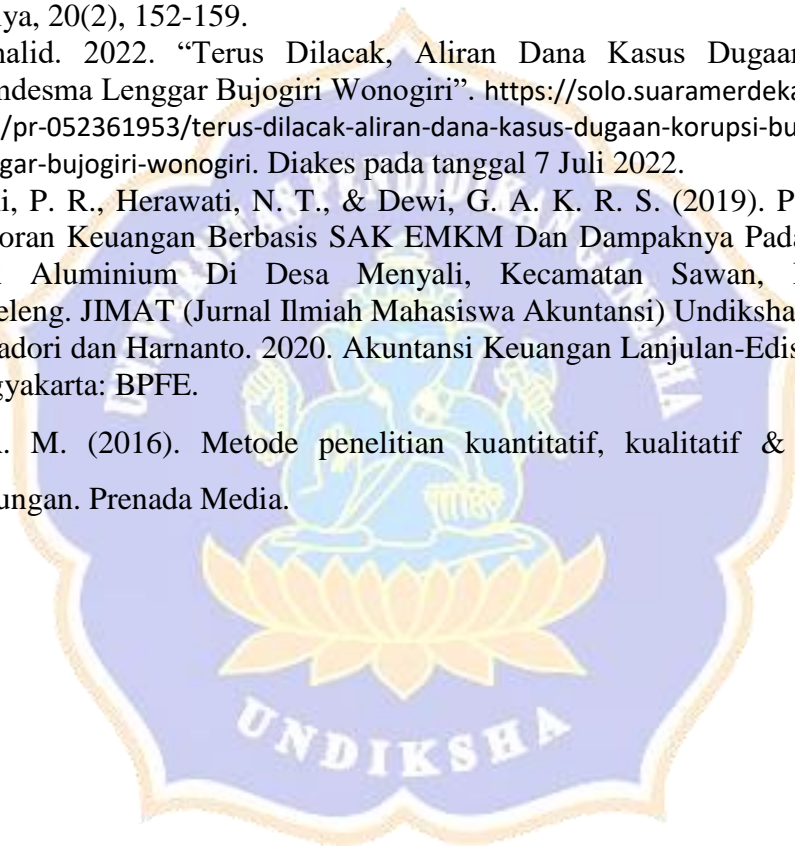 ya, 20(2), 152-159.
halid. 2022. “Terus Dilacak, Aliran Dana Kasus Dugaan
mdesma Lenggar Bujogiri Wonogiri”. https://solo.suaramerdeka
/pr-052361953/terus-dilacak-aliran-dana-kasus-dugaan-korupsi-bu
gar-bujogiri-wonogiri. Diakes pada tanggal 7 Juli 2022.
i, P. R., Herawati, N. T., & Dewi, G. A. K. R. S. (2019). P
oran Keuangan Berbasis SAK EMKM Dan Dampaknya Pada
Aluminium Di Desa Menyali, Kecamatan Sawan,
eleng. JIMAT (Jurnal Ilmiah Mahasiswa Akuntansi) Undiksha
adori dan Harnanto. 2020. Akuntansi Keuangan Lanjulan-Edis
gyakarta: BPFE.
. M. (2016). Metode penelitian kuantitatif, kualitatif &
ungan. Prenada Media.
UNIVERSITAS PENDIDIKAN GANESHA
UNDIKSHA